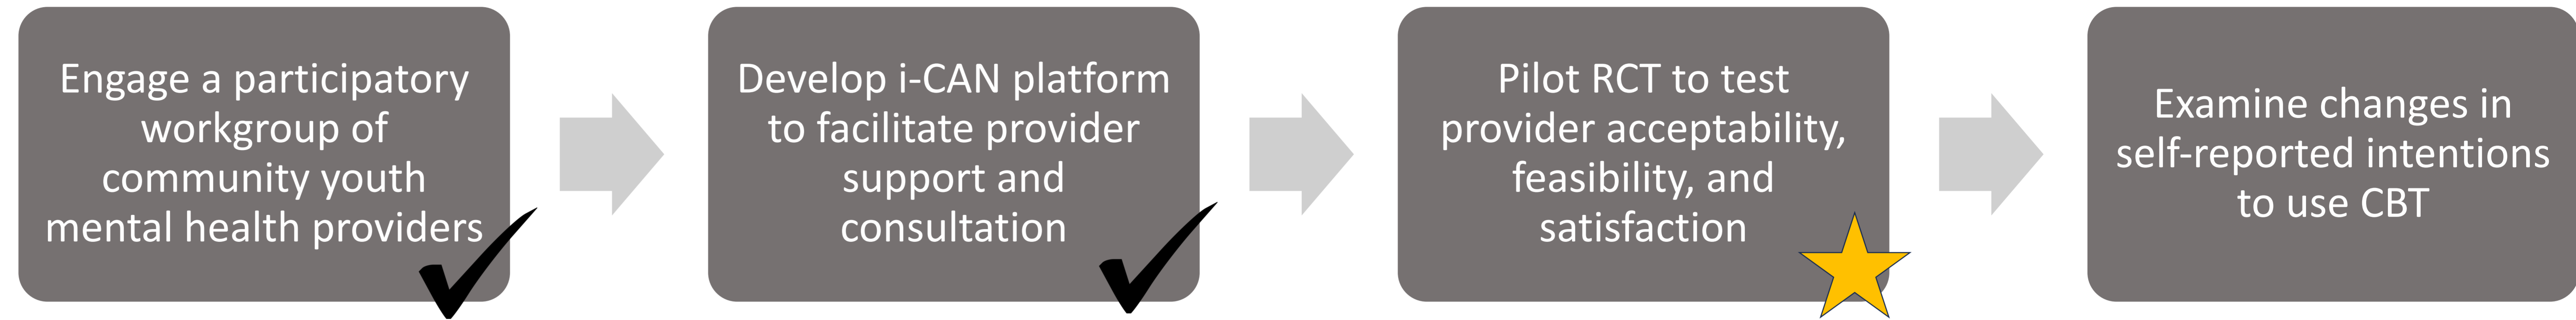 Engage a participatory
workgroup of
community youth
mental health providers
Develop i-CAN platform
to facilitate provider
support and
consultation
Pilot RCT to test
provider acceptability,
feasibility, and
satisfaction
Examine changes in
self-reported intentions
to use CBT